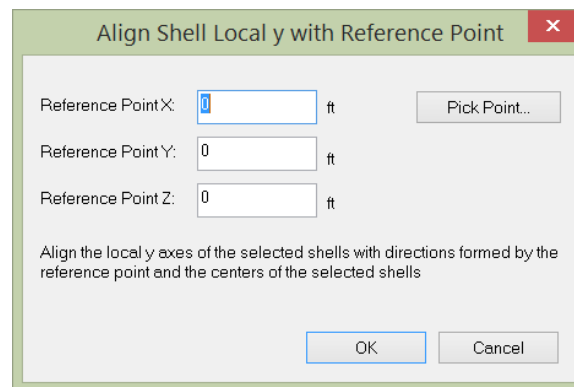 Align Shell Local y with Reference Point
Reference Point X: 0 ft Pick Point...
Reference Point Y: 0 ft
Reference Point Z: 0 ft
Align the local y axes of the selected shells with directions formed by the
reference point and the centers of the selected shells
OK Cancel